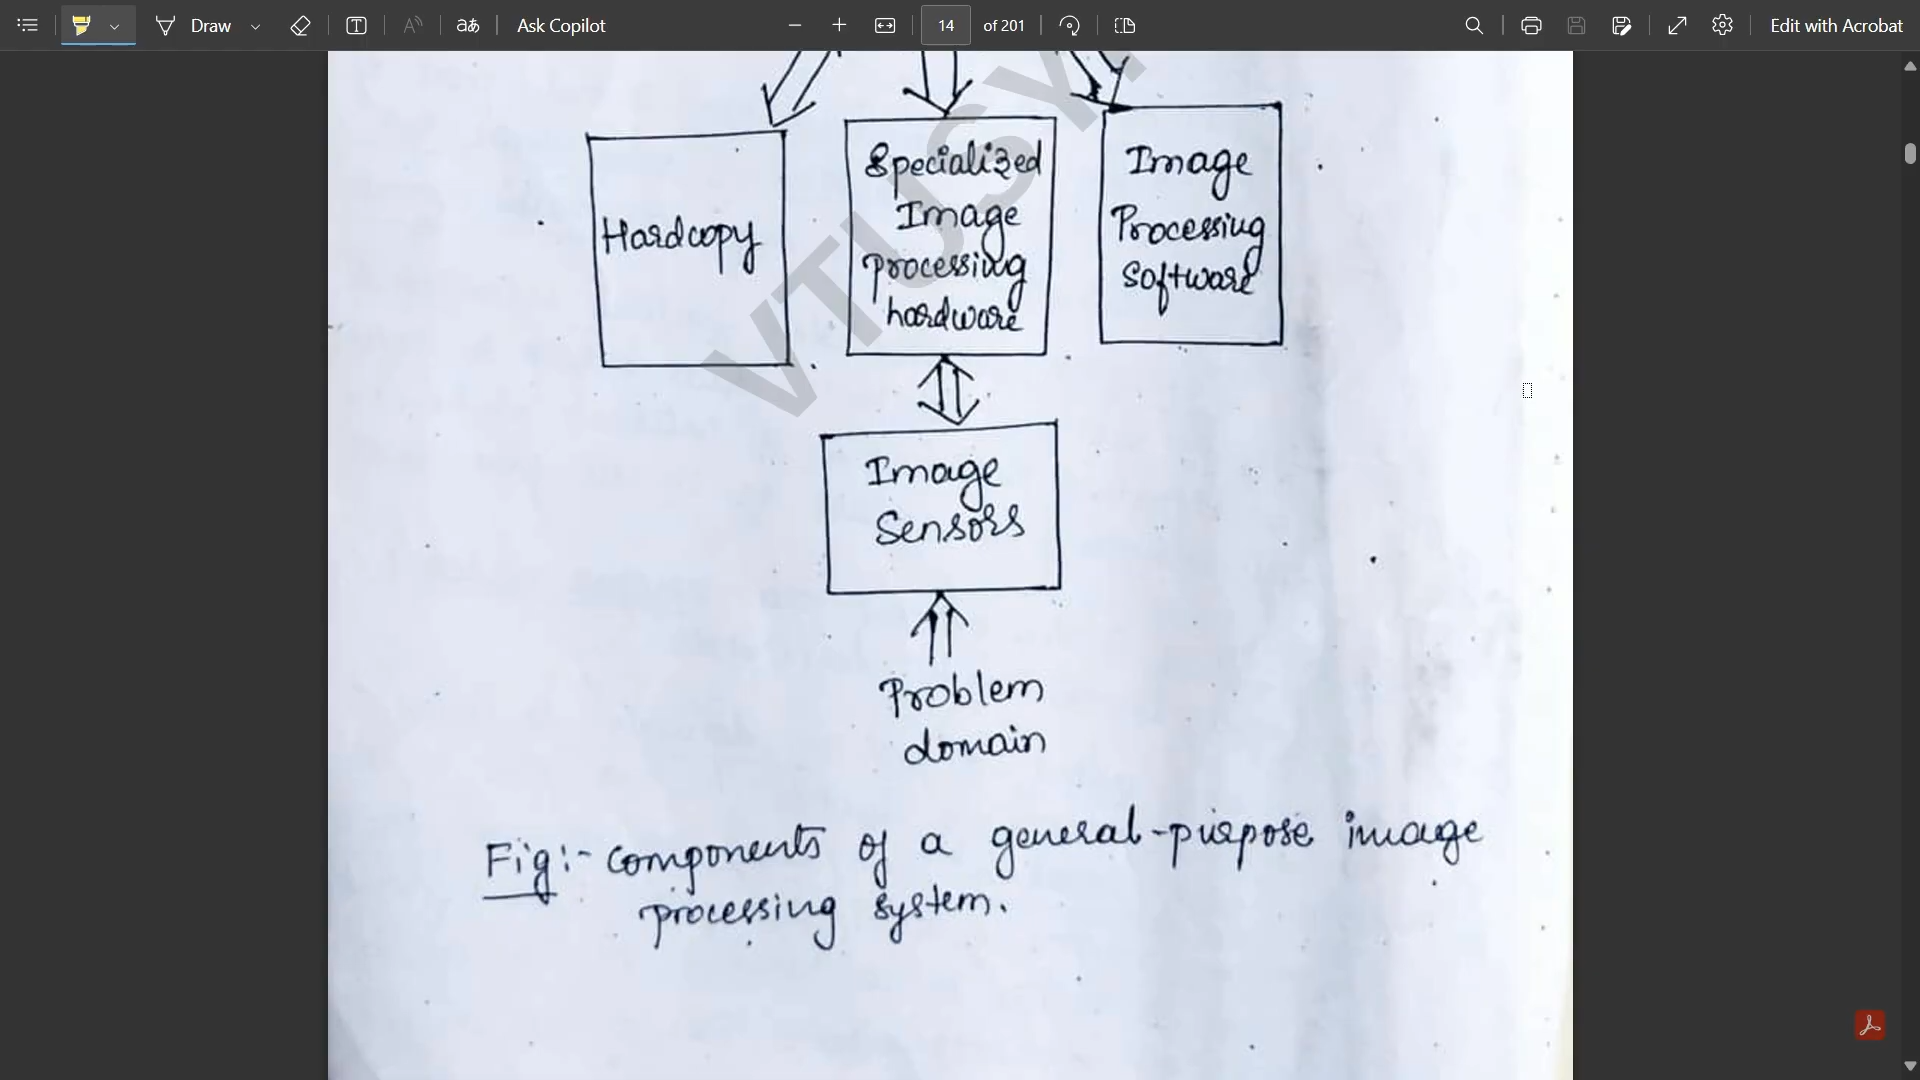 Draw
Ask Copilot
14
of 201
Edit with Acrobat
VTUSY
Hardcopy
Specialized
Image
Processing
hardware
Image
Processing
Software
Image
Sensors
Problem
domain
Fig:- Components of a general-purpose image
processing system.